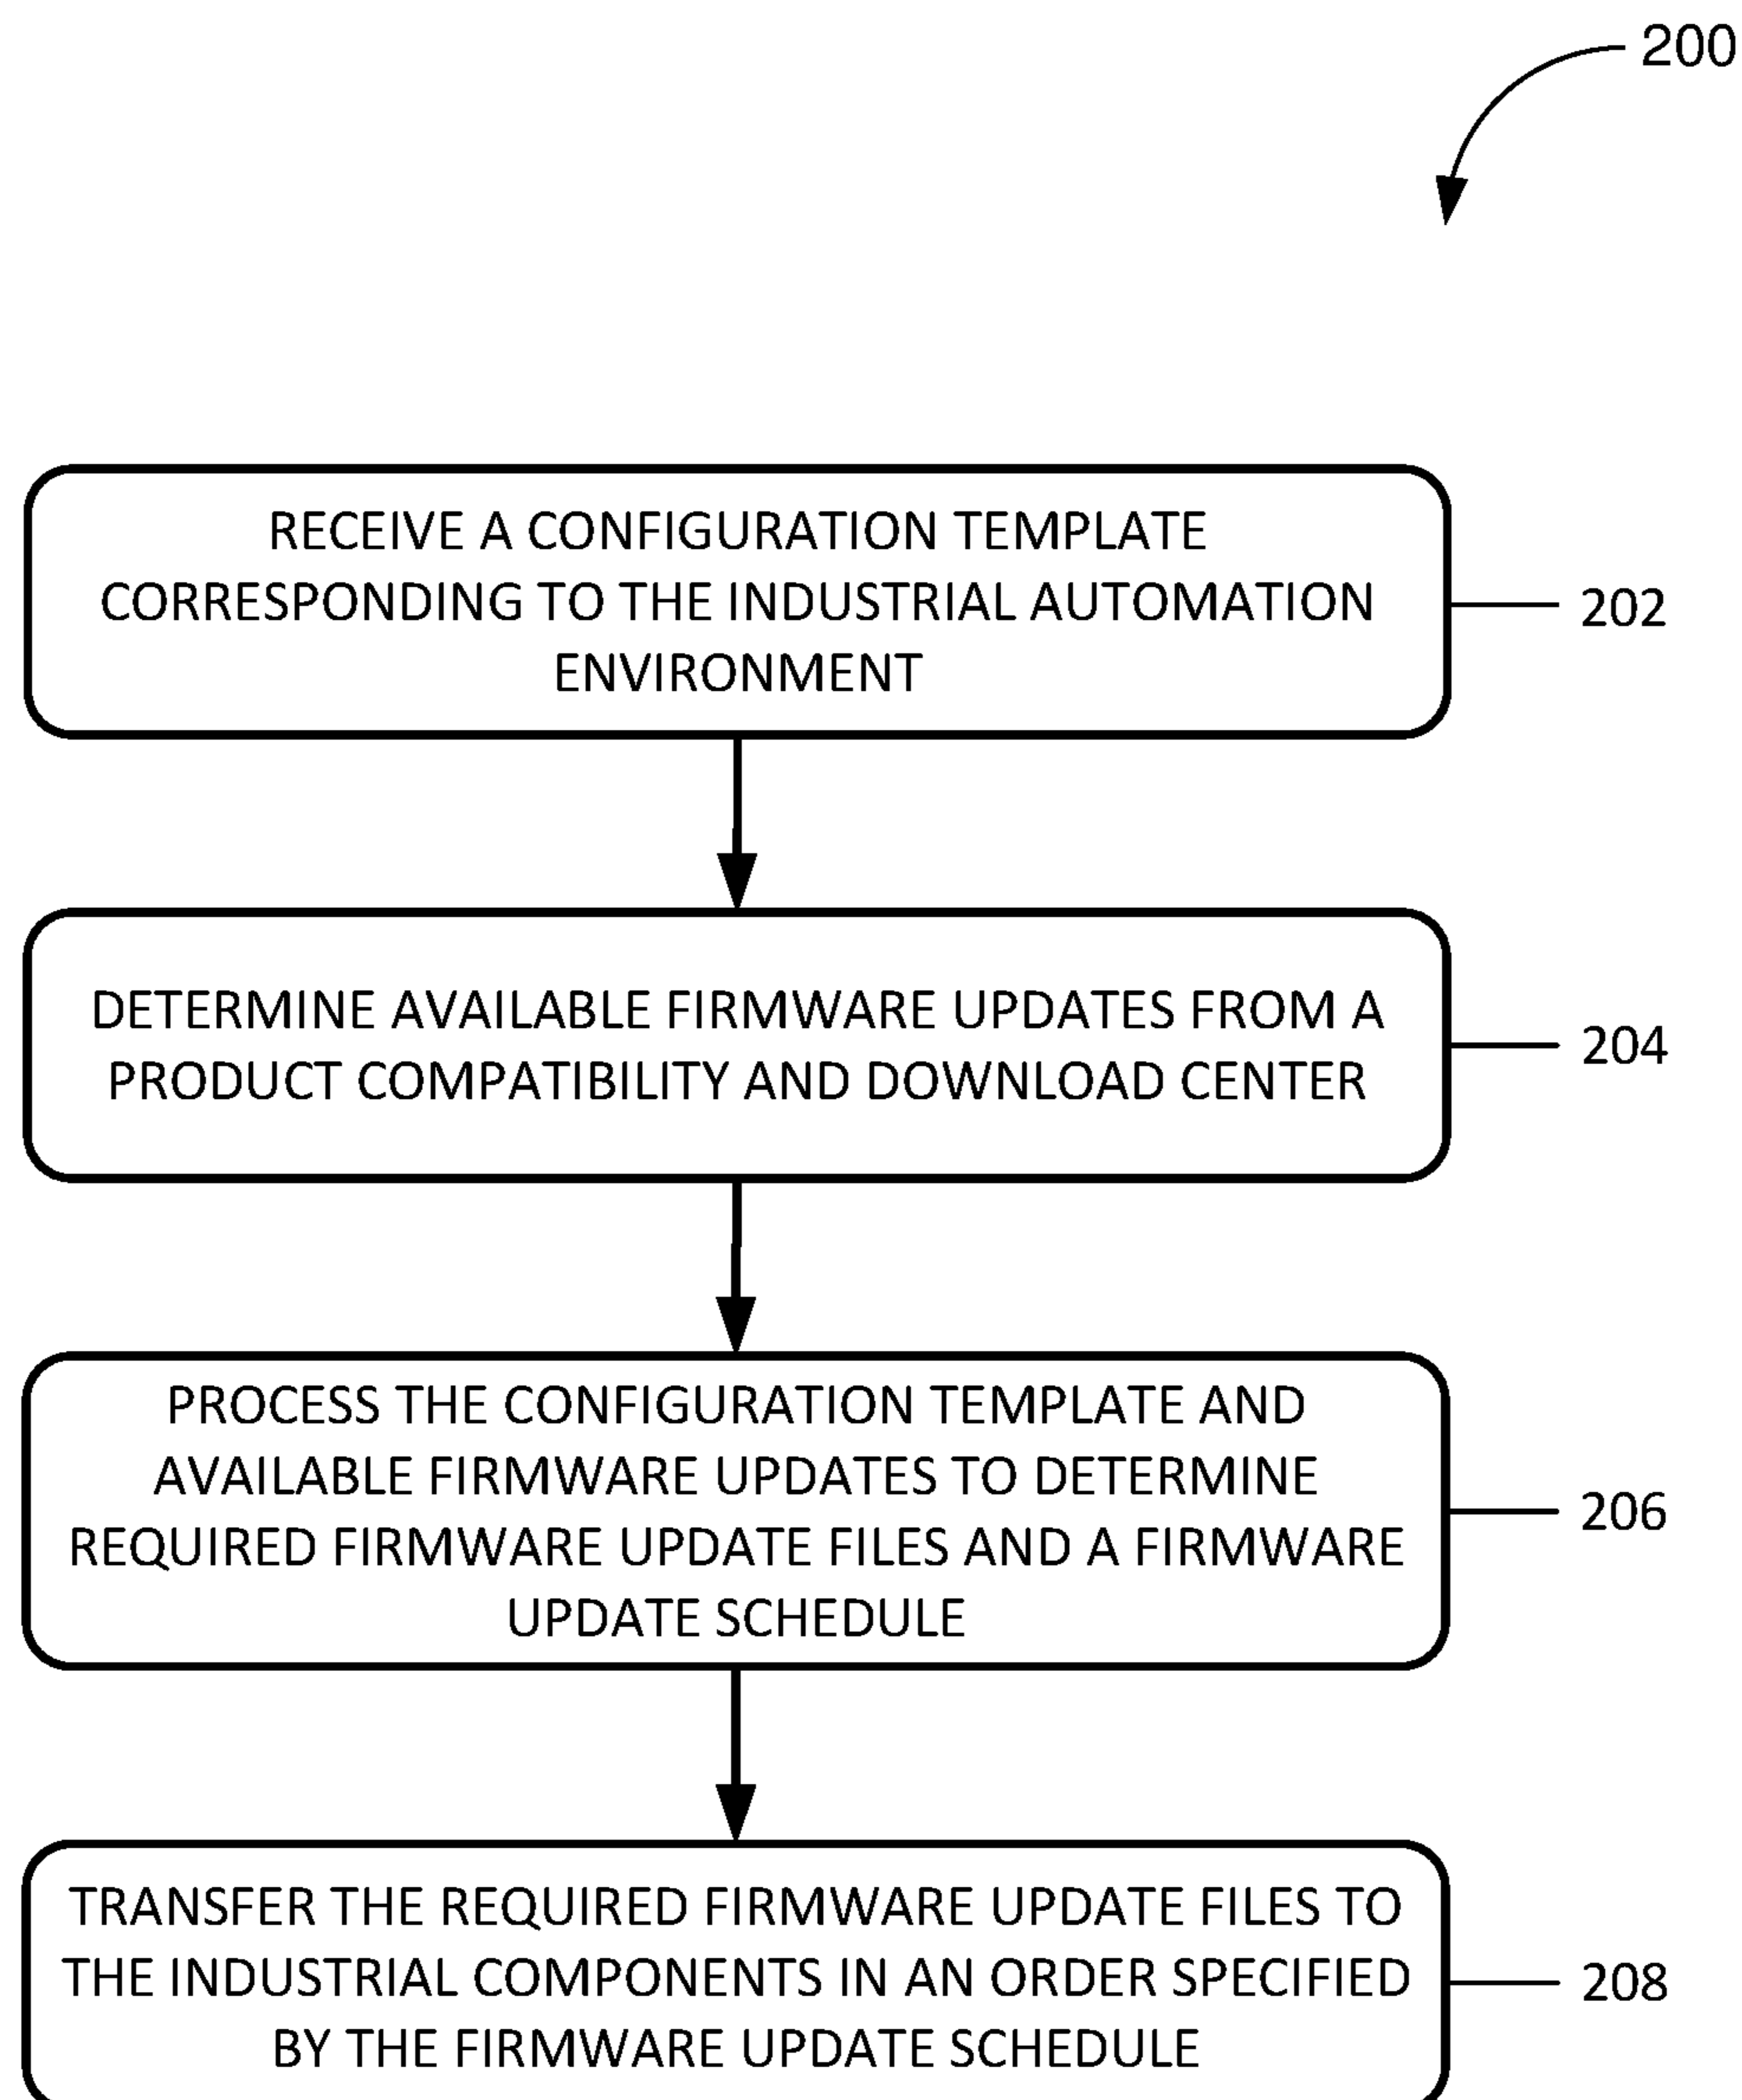 200
RECEIVE A CONFIGURATION TEMPLATE
CORRESPONDING TO THE INDUSTRIAL AUTOMATION
ENVIRONMENT
202
DETERMINE AVAILABLE FIRMWARE UPDATES FROM A
PRODUCT COMPATIBILITY AND DOWNLOAD CENTER
204
PROCESS THE CONFIGURATION TEMPLATE AND
AVAILABLE FIRMWARE UPDATES TO DETERMINE
REQUIRED FIRMWARE UPDATE FILES AND A FIRMWARE
UPDATE SCHEDULE
206
TRANSFER THE REQUIRED FIRMWARE UPDATE FILES TO
THE INDUSTRIAL COMPONENTS IN AN ORDER SPECIFIED
BY THE FIRMWARE UPDATE SCHEDULE
208